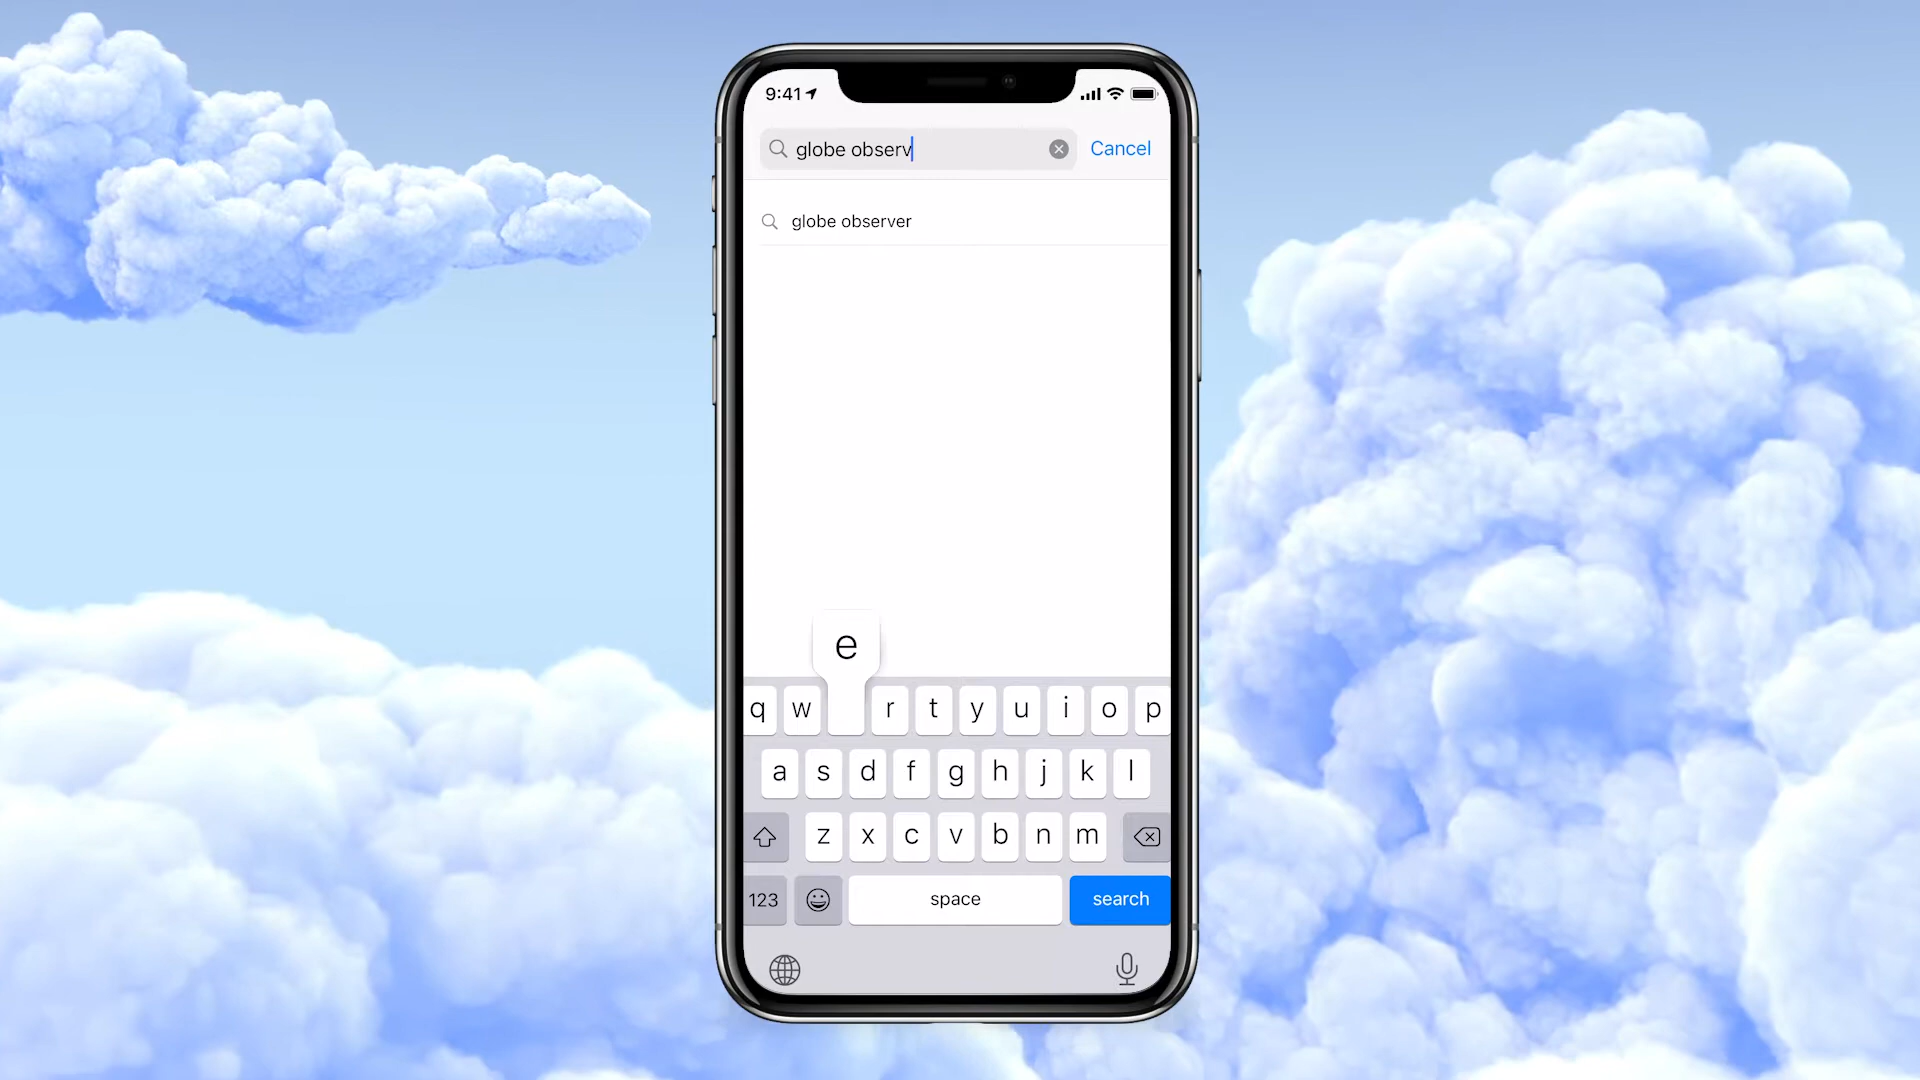 9:41
globe observ
Cancel
globe observer
e
q w r t y u i o p
a s d f g h j k l
z x c v b n m
123 space search